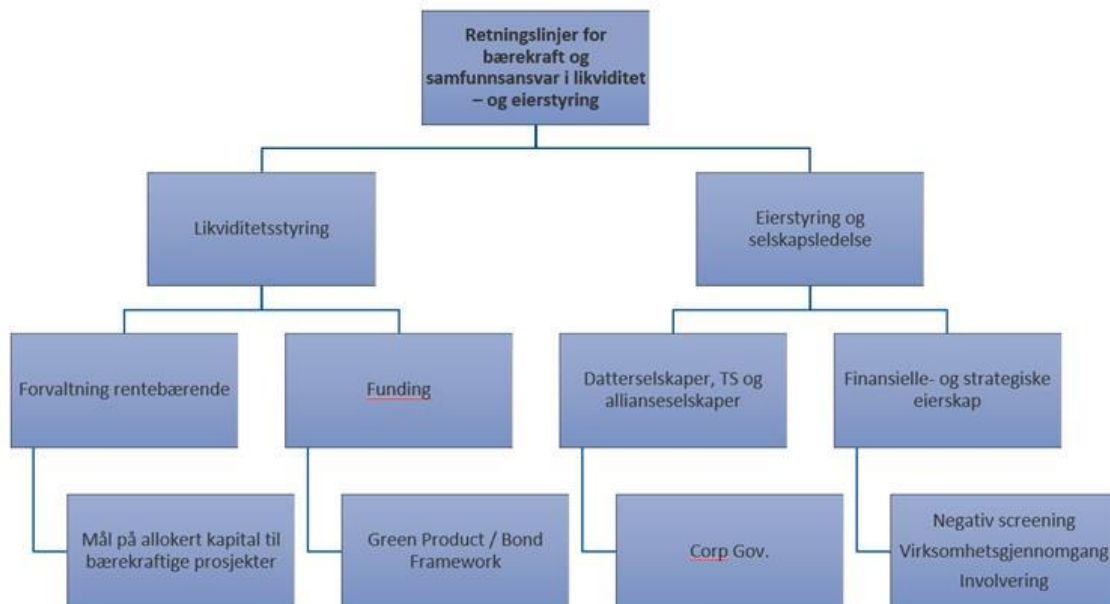 Retningslinjer for
bærekraft og
samfunnsansvar i likviditet
– og eierstyring
Likviditetsstyring
Eierstyring og
selskapsledelse
Forvaltning rentebærende
Funding
Datterselskaper, TS og
allianseselskaper
Finansielle- og strategiske
eierskap
Mål på allokert kapital til
bærekraftige prosjekter
Green Product / Bond
Framework
Corp Gov.
Negativ screening
Virksomhetsgjennomgang
Involvering